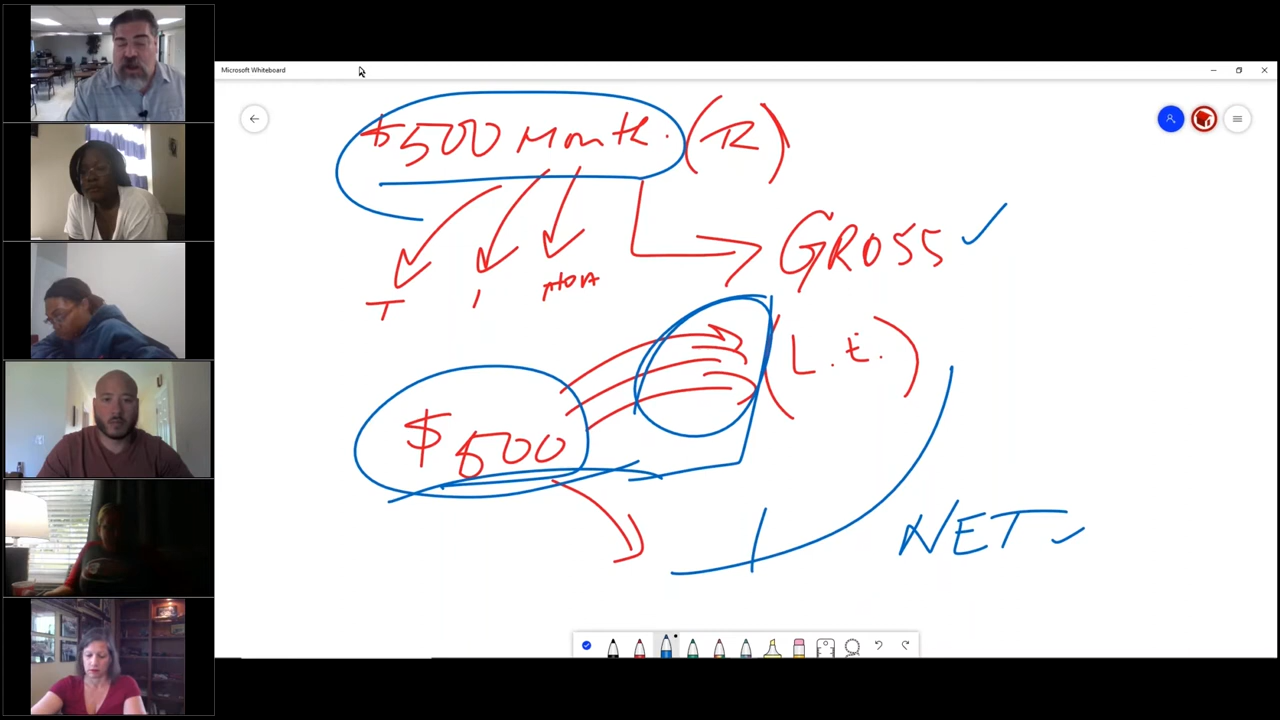 Microsoft Whiteboard
$500 Month. (R)
GROSS
T I HOA
(L.t.)
$500
NET